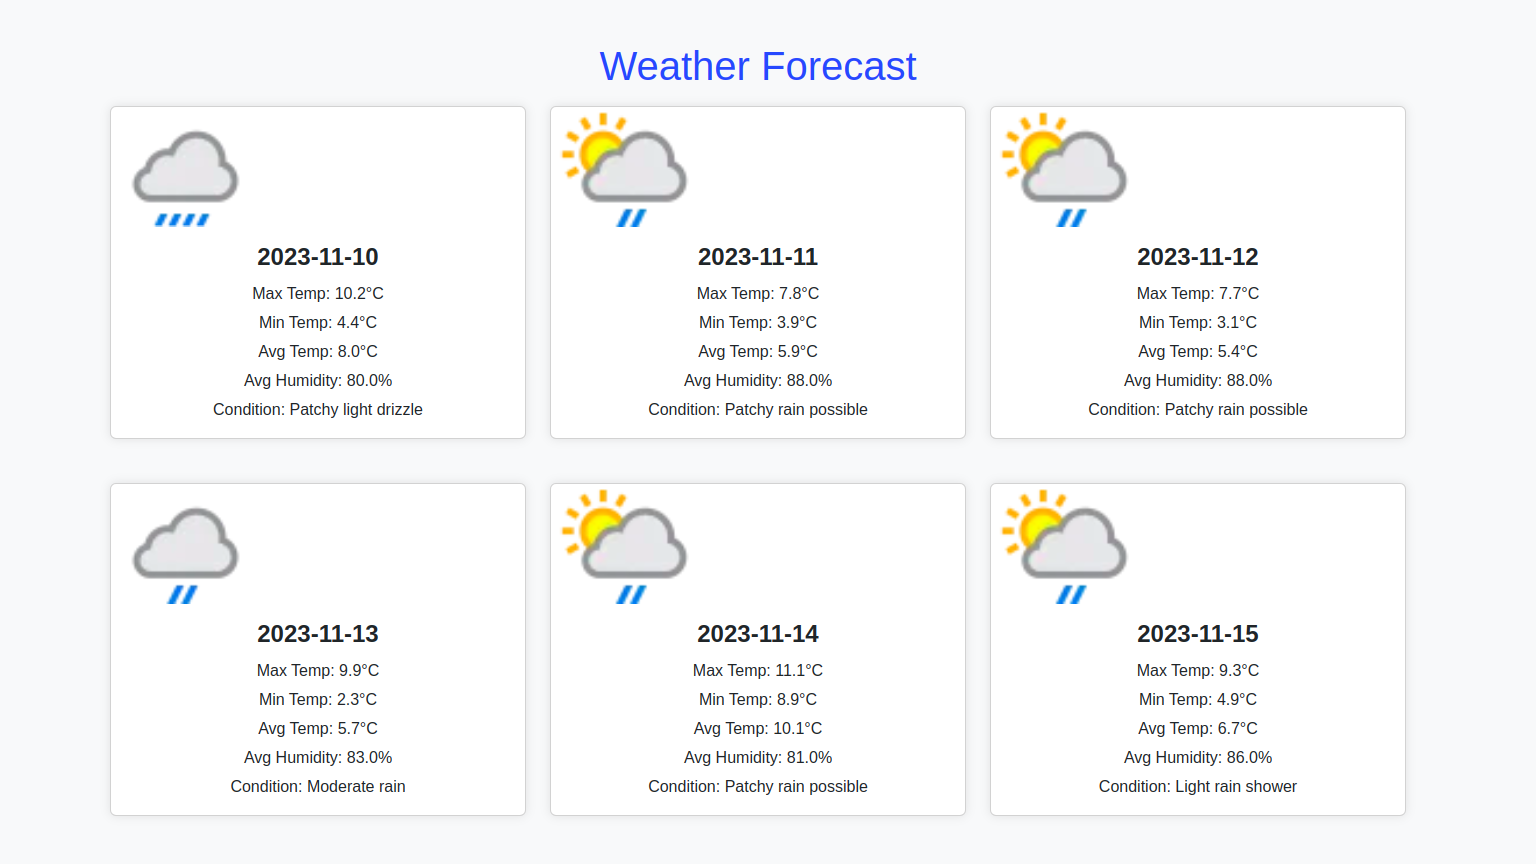 Weather Forecast
2023-11-10
Max Temp: 10.2°C
Min Temp: 4.4°C
Avg Temp: 8.0°C
Avg Humidity: 80.0%
Condition: Patchy light drizzle
2023-11-11
Max Temp: 7.8°C
Min Temp: 3.9°C
Avg Temp: 5.9°C
Avg Humidity: 88.0%
Condition: Patchy rain possible
2023-11-12
Max Temp: 7.7°C
Min Temp: 3.1°C
Avg Temp: 5.4°C
Avg Humidity: 88.0%
Condition: Patchy rain possible
2023-11-13
Max Temp: 9.9°C
Min Temp: 2.3°C
Avg Temp: 5.7°C
Avg Humidity: 83.0%
Condition: Moderate rain
2023-11-14
Max Temp: 11.1°C
Min Temp: 8.9°C
Avg Temp: 10.1°C
Avg Humidity: 81.0%
Condition: Patchy rain possible
2023-11-15
Max Temp: 9.3°C
Min Temp: 4.9°C
Avg Temp: 6.7°C
Avg Humidity: 86.0%
Condition: Light rain shower